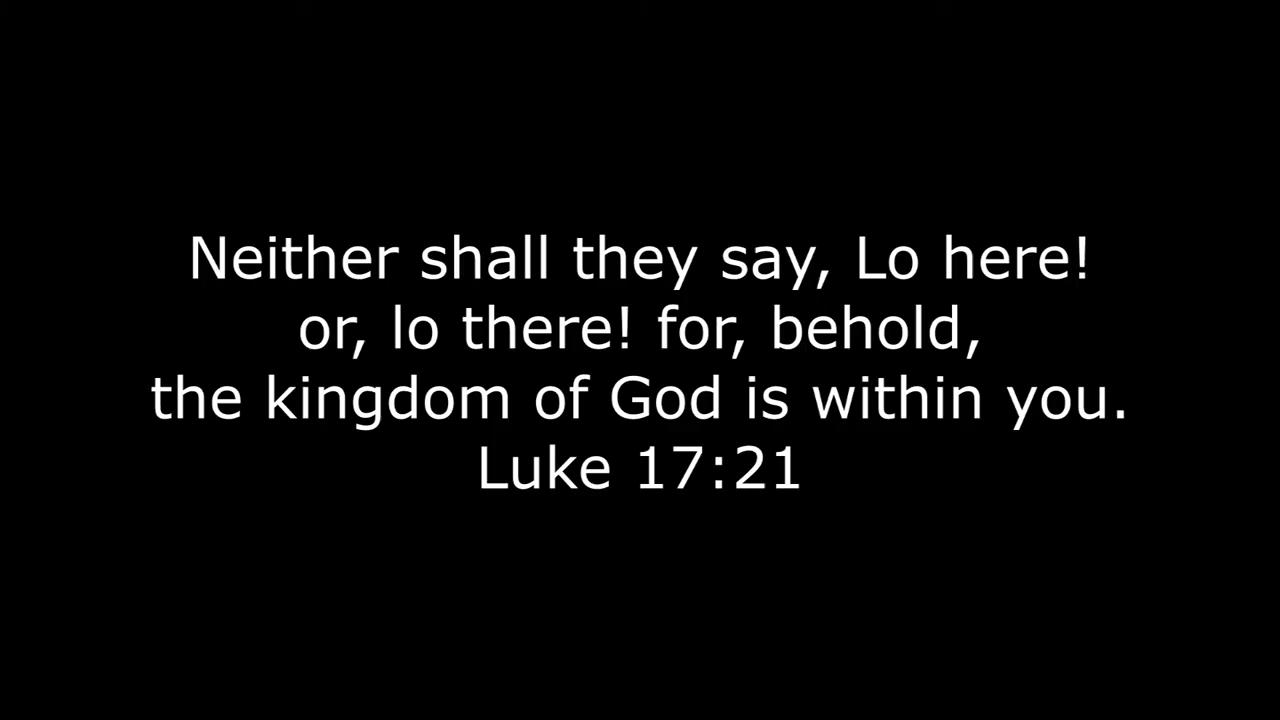 Neither shall they say, Lo here!
or, lo there! for, behold,
the kingdom of God is within you.
Luke 17:21